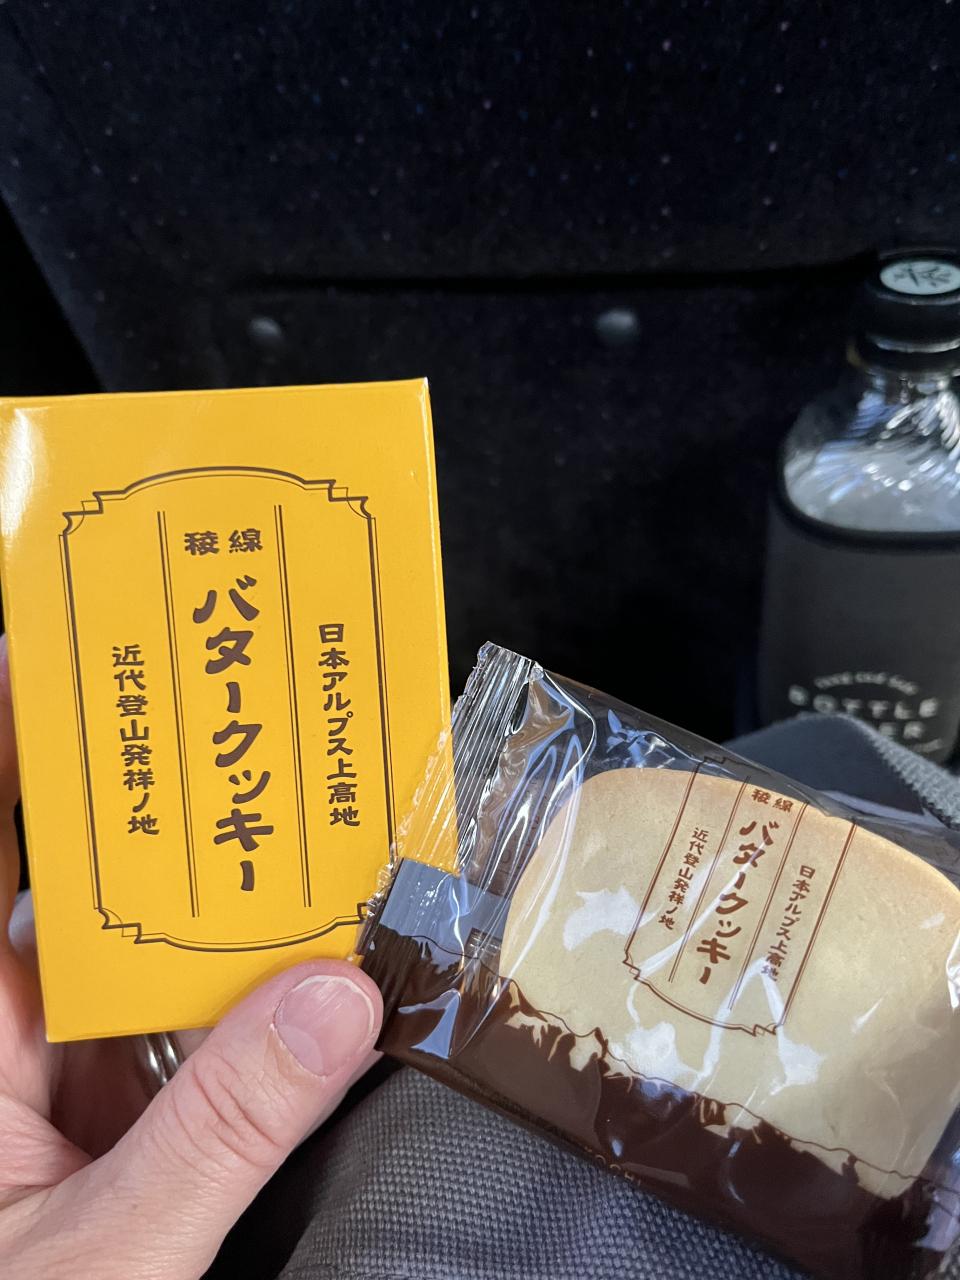 稜線
バタークッキー
日本アルプス上高地
近代登山発祥ノ地
稜線
バタークッキー
日本アルプス上高地
近代登山発祥ノ地
BOTTLE